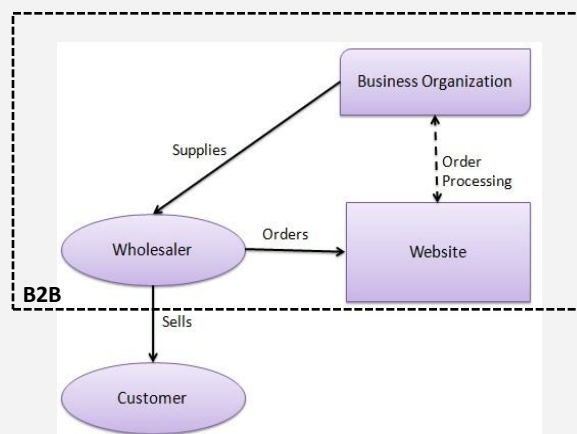 Business Organization
Supplies
Order
Processing
Wholesaler
Orders
Website
B2B
Sells
Customer